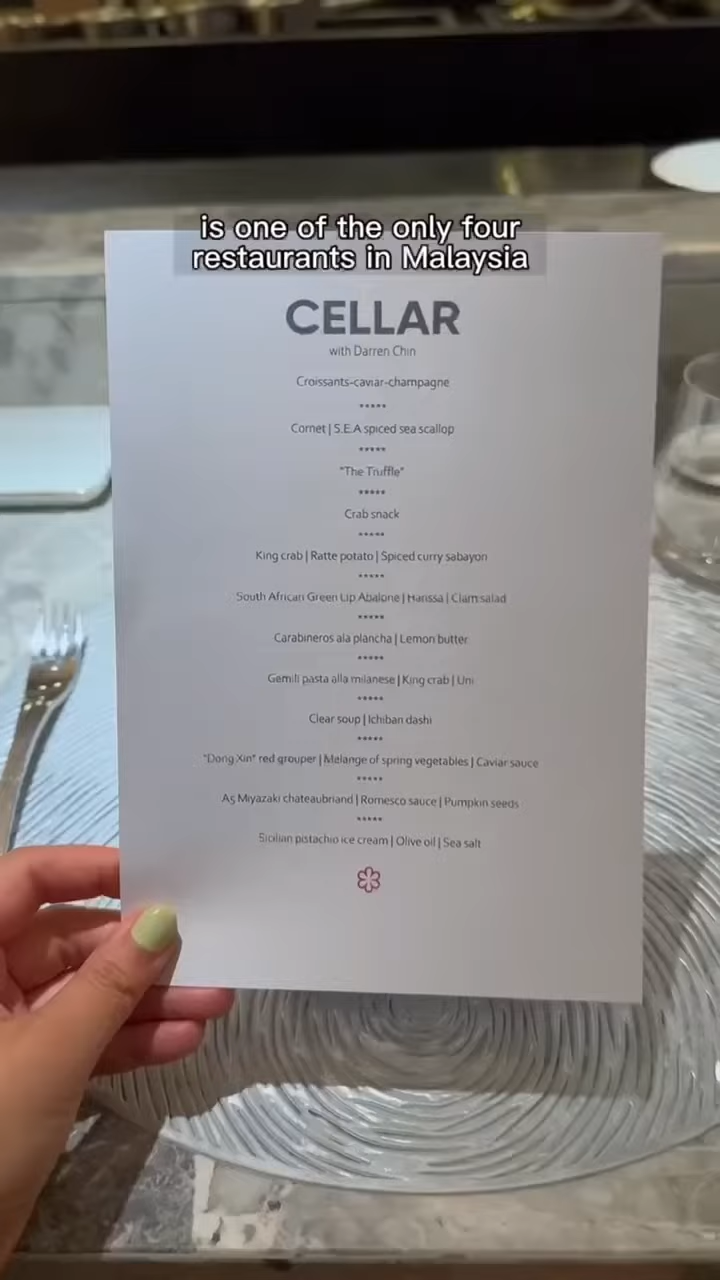 is one of the only four
restaurants in Malaysia
CELLAR
with Darren Chin
Croissants-caviar-champagne
*****
Cornet | S.E.A spiced sea scallop
*****
"The Truffle"
*****
Crab snack
*****
King crab | Ratte potato | Spiced curry sabayon
*****
South African Green Lip Abalone | Harissa | Clam salad
*****
Carabineros ala plancha | Lemon butter
*****
Gemili pasta alla milanese | King crab | Uni
*****
Clear soup | Ichiban dashi
*****
"Dong Xin" red grouper | Melange of spring vegetables | Caviar sauce
*****
A5 Miyazaki chateaubriand | Romesco sauce | Pumpkin seeds
*****
Sicilian pistachio ice cream | Olive oil | Sea salt